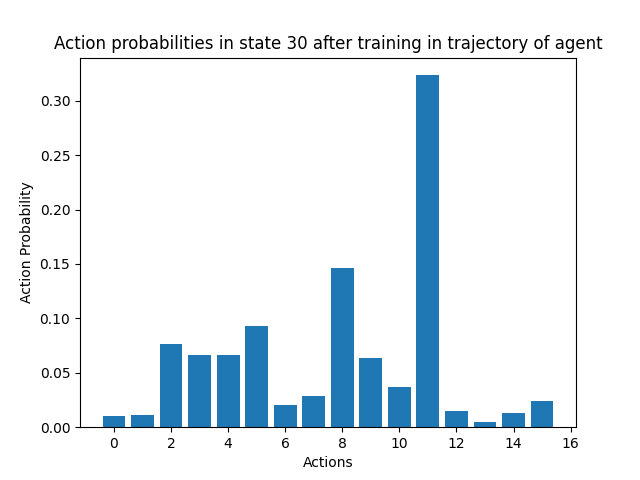 Action probabilities in state 30 after training in trajectory of agent
0.30
0.25
0.20
0.15
0.10
0.05
0.00
Action Probability
0 2 4 6 8 10 12 14 16
Actions